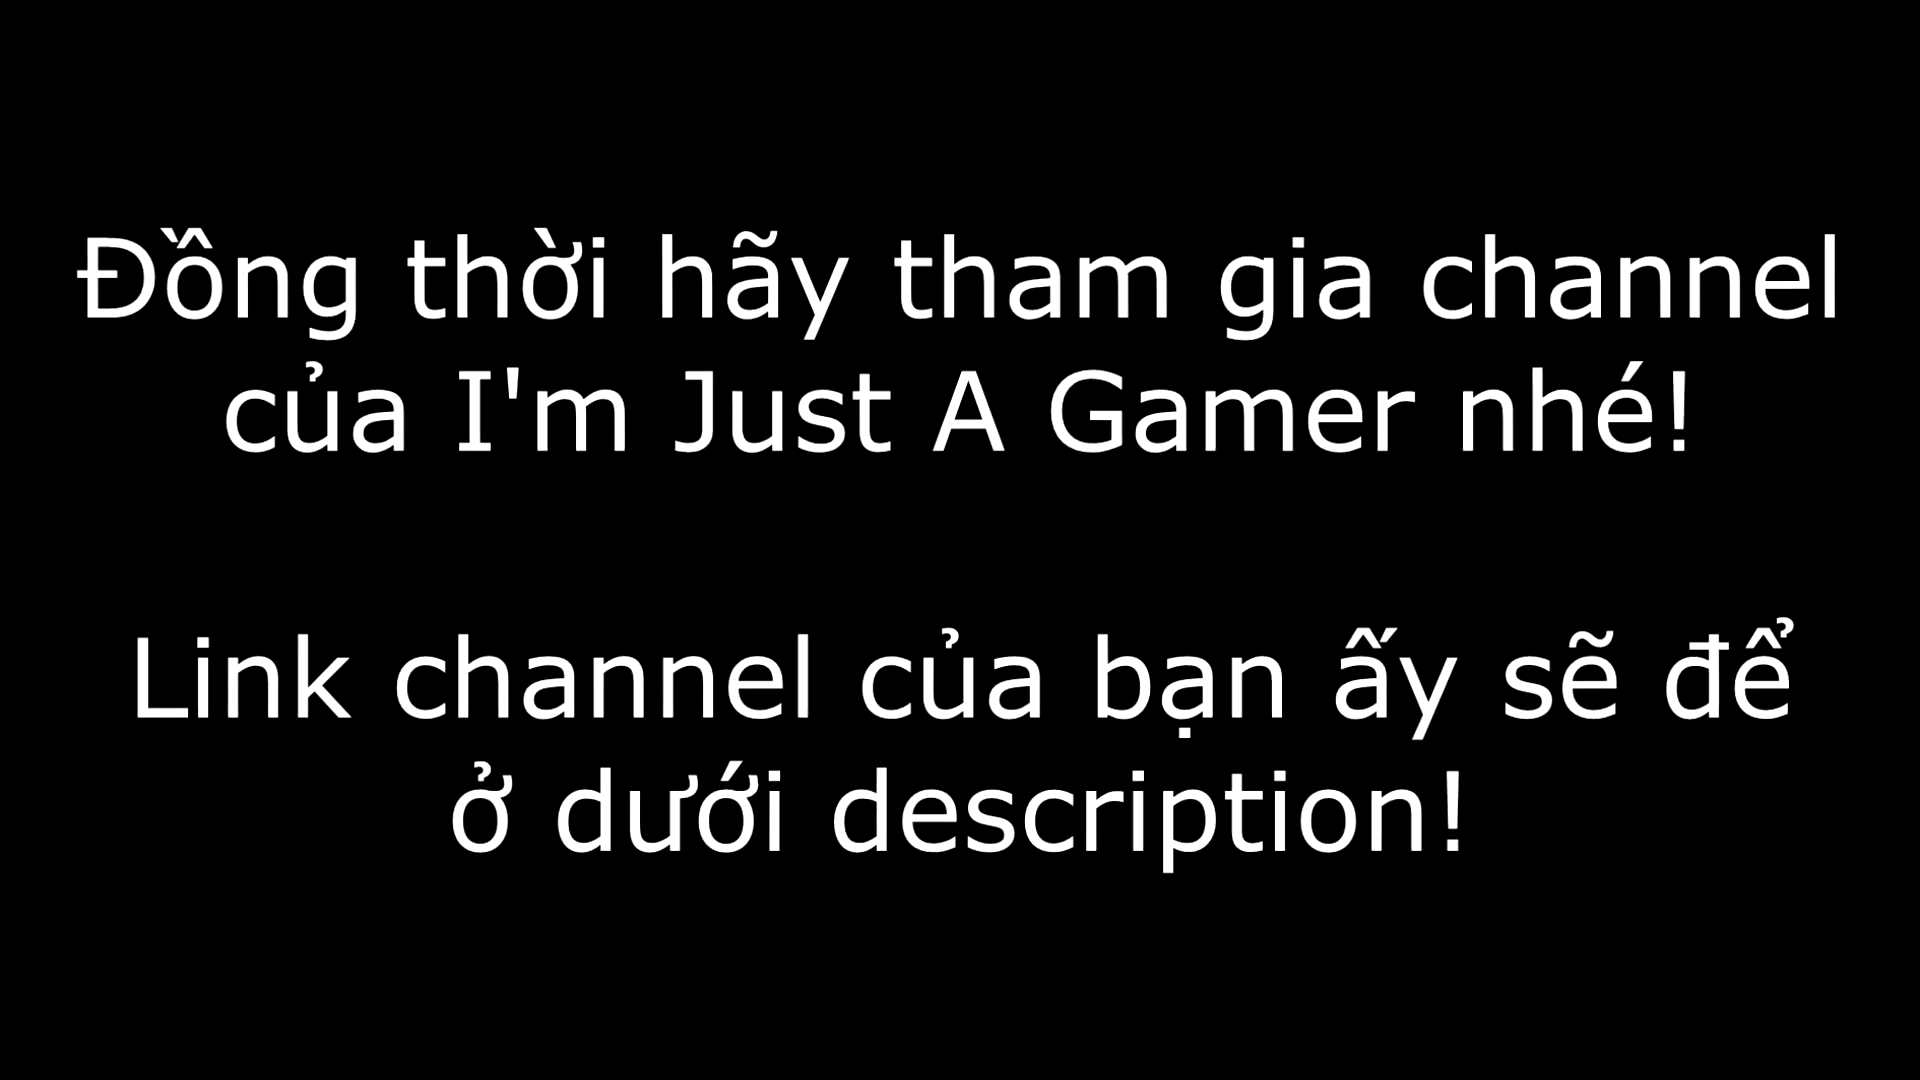 Đồng thời hãy tham gia channel
của I'm Just A Gamer nhé!
Link channel của bạn ấy sẽ để
ở dưới description!